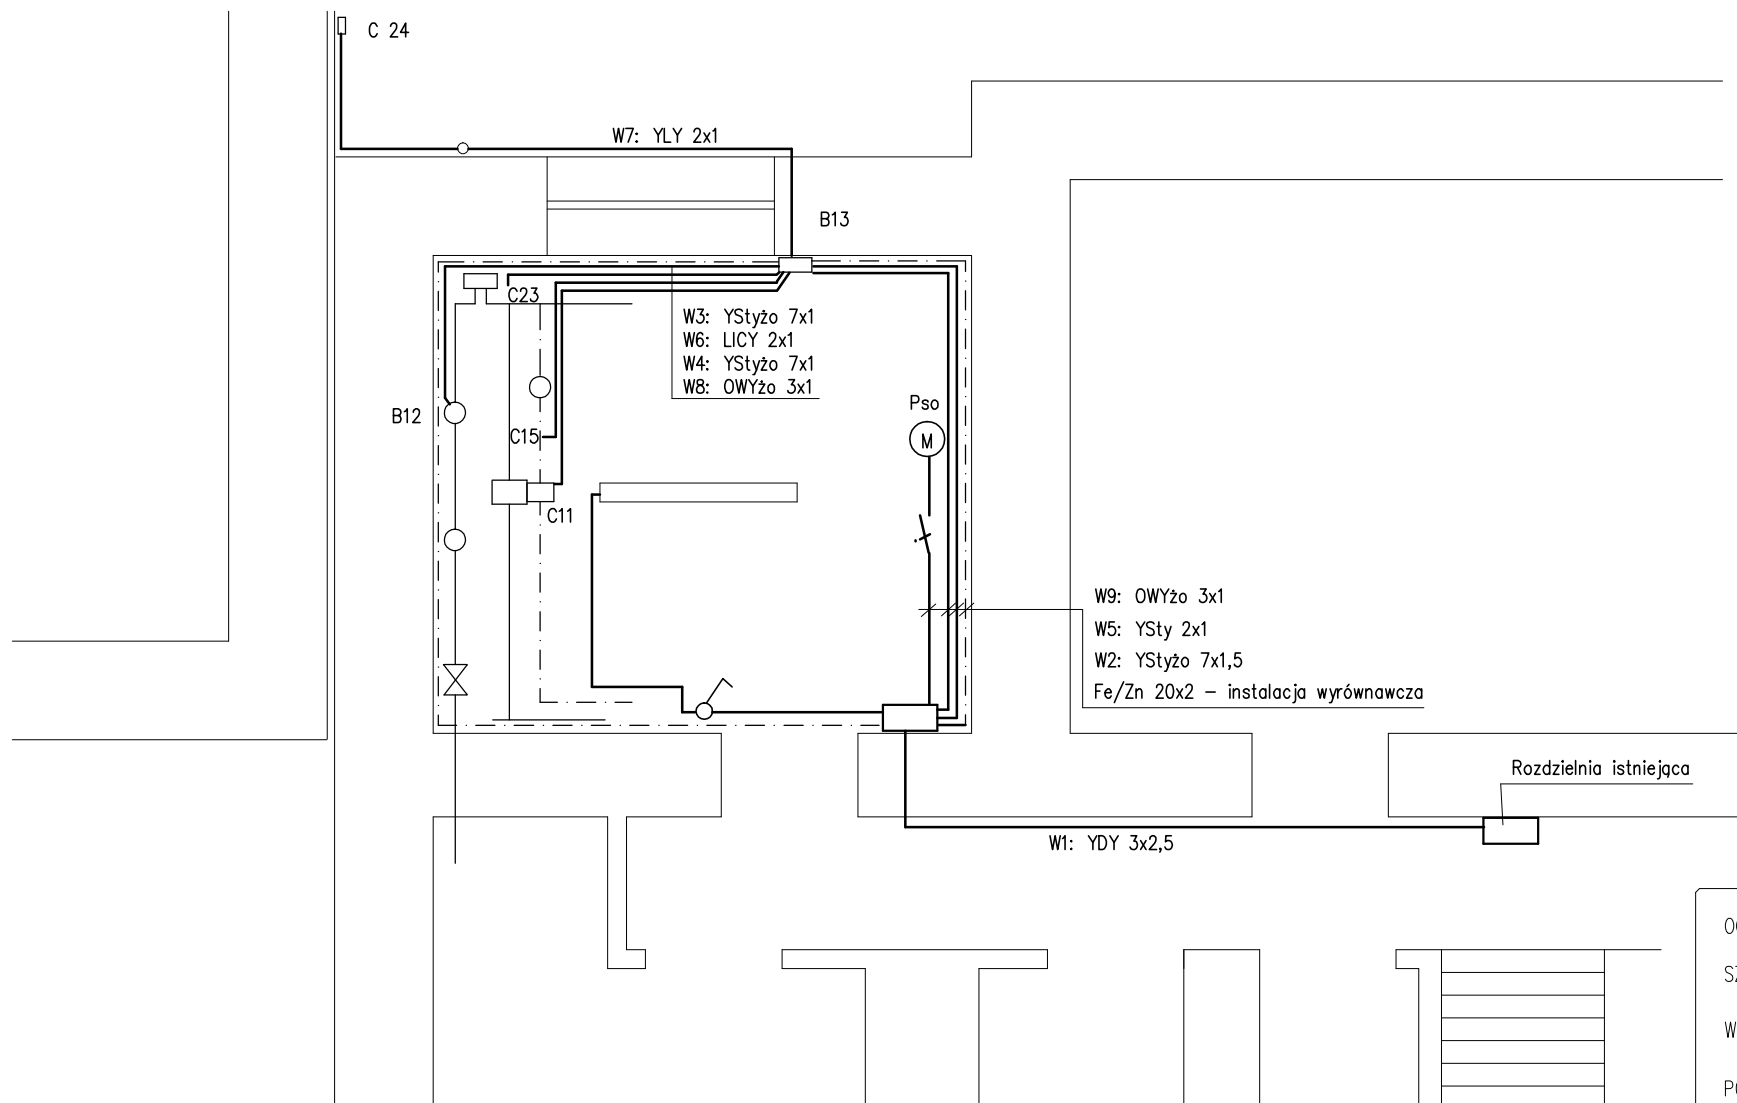 C 24
W7: YLY 2x1
B13
C23
W3: YStyżo 7x1
W6: LICY 2x1
W4: YStyżo 7x1
W8: OWYżo 3x1
B12
Pso
C15
M
C11
W9: OWYżo 3x1
W5: YSty 2x1
W2: YStyżo 7x1,5
Fe/Zn 20x2 – instalacja wyrównawcza
Rozdzielnia istniejąca
W1: YDY 3x2,5